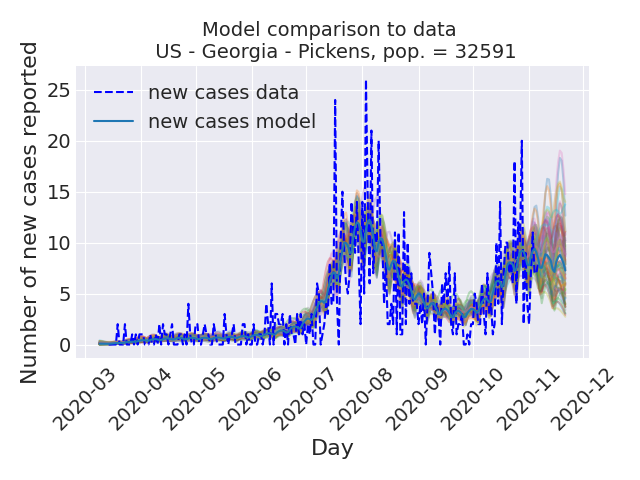 Model comparison to data
US - Georgia - Pickens, pop. = 32591
Number of new cases reported
25
20
15
10
5
0
new cases data
new cases model
2020-03
2020-04
2020-05
2020-06
2020-07
2020-08
2020-09
2020-10
2020-11
2020-12
Day